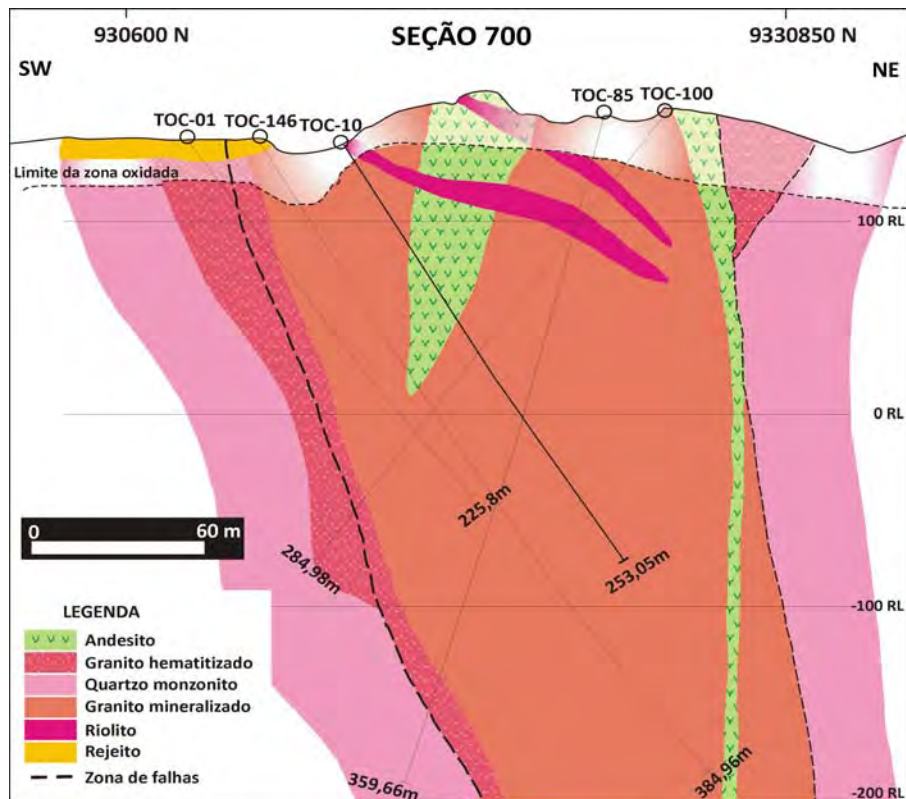 930600 N
SEÇÃO 700
9330850 N
SW
NE
TOC-01
TOC-146
TOC-10
TOC-85
TOC-100
Limite da zona oxidada
100 RL
0 RL
225,8m
0
60 m
284,98m
253,05m
-100 RL
LEGENDA
Andesito
Granito hematitizado
Quartzo monzonito
Granito mineralizado
Riolito
Rejeito
Zona de falhas
359,66m
384,96m
-200 RL